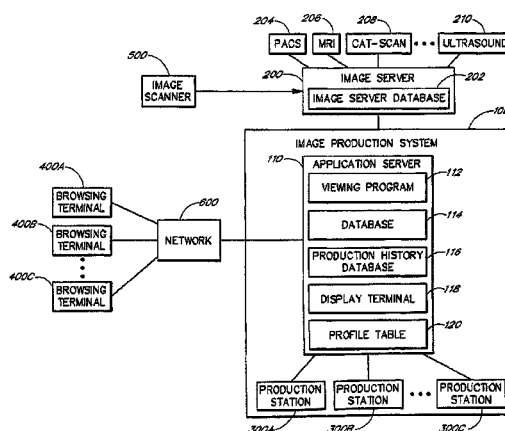 204 206 208 210
PACS MRI CAT-SCAN ••• ULTRASOUND
500 200 202
IMAGE SERVER
IMAGE SCANNER
IMAGE SERVER DATABASE
IMAGE PRODUCTION SYSTEM
110
APPLICATION SERVER
400A
BROWSING TERMINAL
400B
BROWSING TERMINAL
400C
BROWSING TERMINAL
600
NETWORK
VIEWING PROGRAM
112
DATABASE
114
PRODUCTION HISTORY DATABASE
116
DISPLAY TERMINAL
118
PROFILE TABLE
120
PRODUCTION STATION
PRODUCTION STATION
•••
PRODUCTION STATION
300A 300B 300C